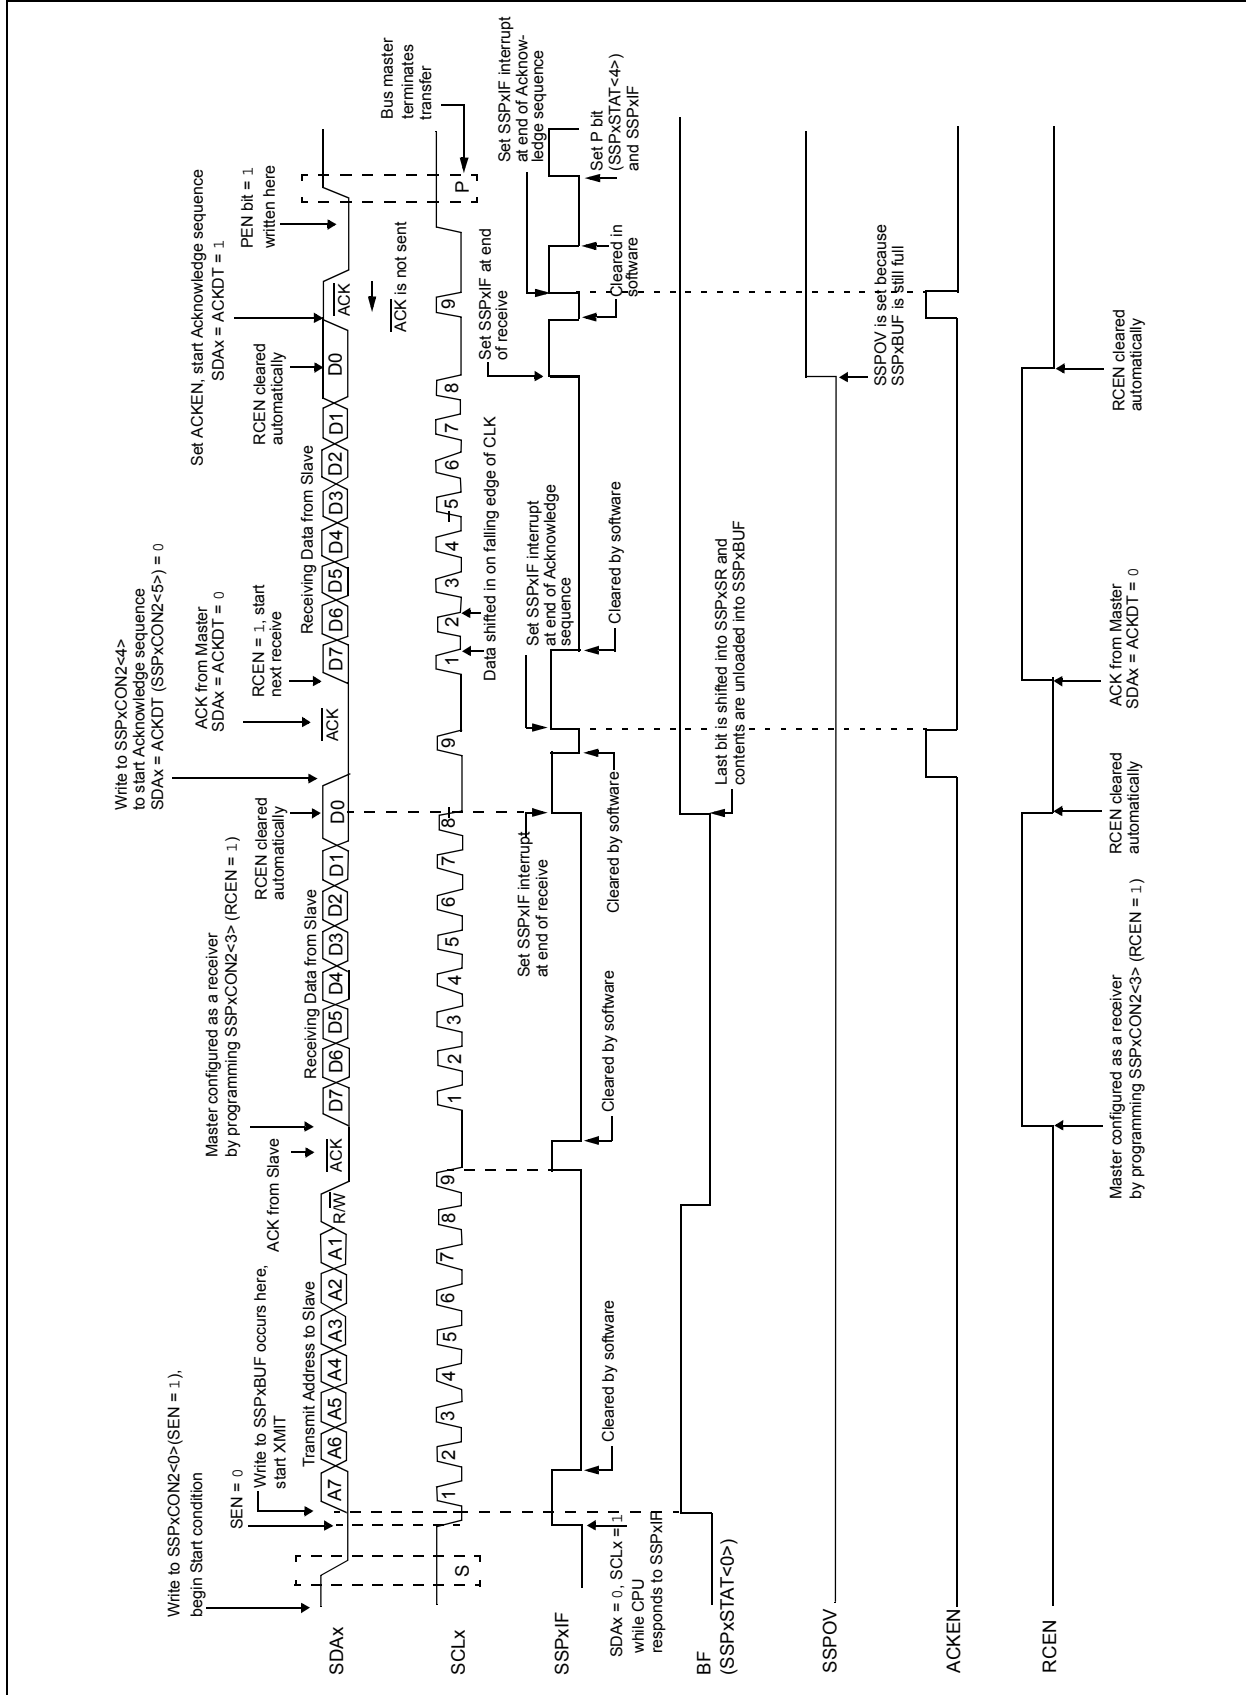 Write to SSPxCON2<0>(SEN = 1),
begin Start condition
SEN = 0
Write to SSPxBUF occurs here,
start XMIT
ACK from Slave
Master configured as a receiver
by programming SSPxCON2<3> (RCEN = 1)
RCEN cleared
automatically
Write to SSPxCON2<4>
to start Acknowledge sequence
SDAx = ACKDT (SSPxCON2<5>) = 0
ACK from Master
SDAx = ACKDT = 0
RCEN = 1, start
next receive
Set ACKEN, start Acknowledge sequence
SDAx = ACKDT = 1
RCEN cleared
automatically
PEN bit = 1
written here
Transmit Address to Slave
Receiving Data from Slave
Receiving Data from Slave
SDAx
A7 A6 A5 A4 A3 A2 A1 R/W ACK D7 D6 D5 D4 D3 D2 D1 D0 ACK D7 D6 D5 D4 D3 D2 D1 D0 ACK
ACK is not sent
Bus master
terminates
transfer
SCLx
S 1 2 3 4 5 6 7 8 9 1 2 3 4 5 6 7 8 9 1 2 3 4 5 6 7 8 9 P
Data shifted in on falling edge of CLK
Set SSPxIF interrupt
at end of receive
Set SSPxIF interrupt
at end of Acknowledge
sequence
Set SSPxIF at end
of receive
Set SSPxIF interrupt
at end of Acknow-
ledge sequence
SSPxIF
SDAx = 0, SCLx = 1
while CPU
responds to SSPxIF
Cleared by software
Cleared by software
Cleared by software
Cleared by software
Cleared in
software
Set P bit
(SSPxSTAT<4>)
and SSPxIF
BF
(SSPxSTAT<0>)
Last bit is shifted into SSPxSR and
contents are unloaded into SSPxBUF
SSPOV
SSPOV is set because
SSPxBUF is still full
ACKEN
RCEN
Master configured as a receiver
by programming SSPxCON2<3> (RCEN = 1)
RCEN cleared
automatically
ACK from Master
SDAx = ACKDT = 0
RCEN cleared
automatically